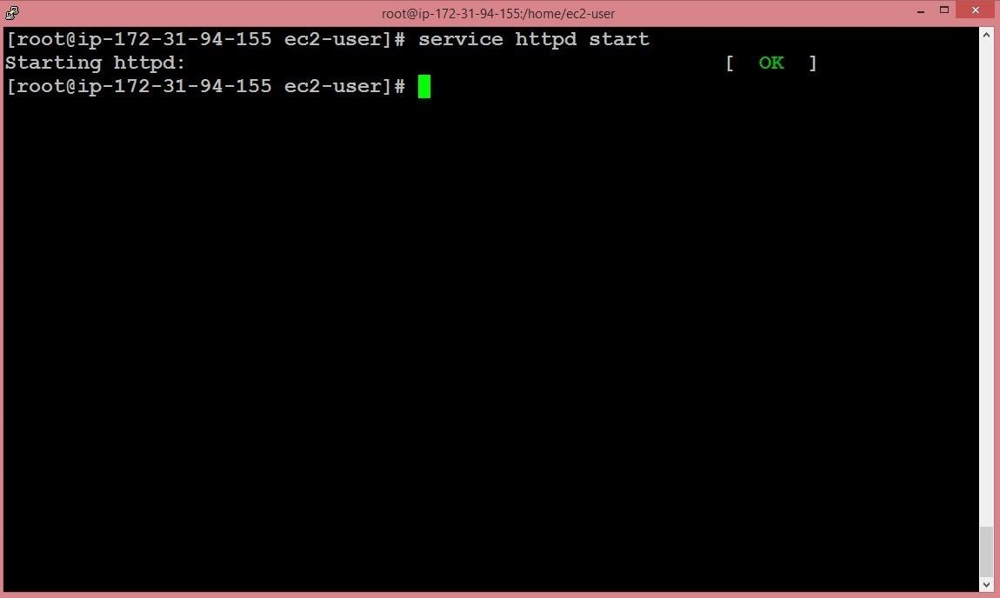 root@ip-172-31-94-155:/home/ec2-user
[root@ip-172-31-94-155 ec2-user]# service httpd start
Starting httpd: [ OK ]
[root@ip-172-31-94-155 ec2-user]#